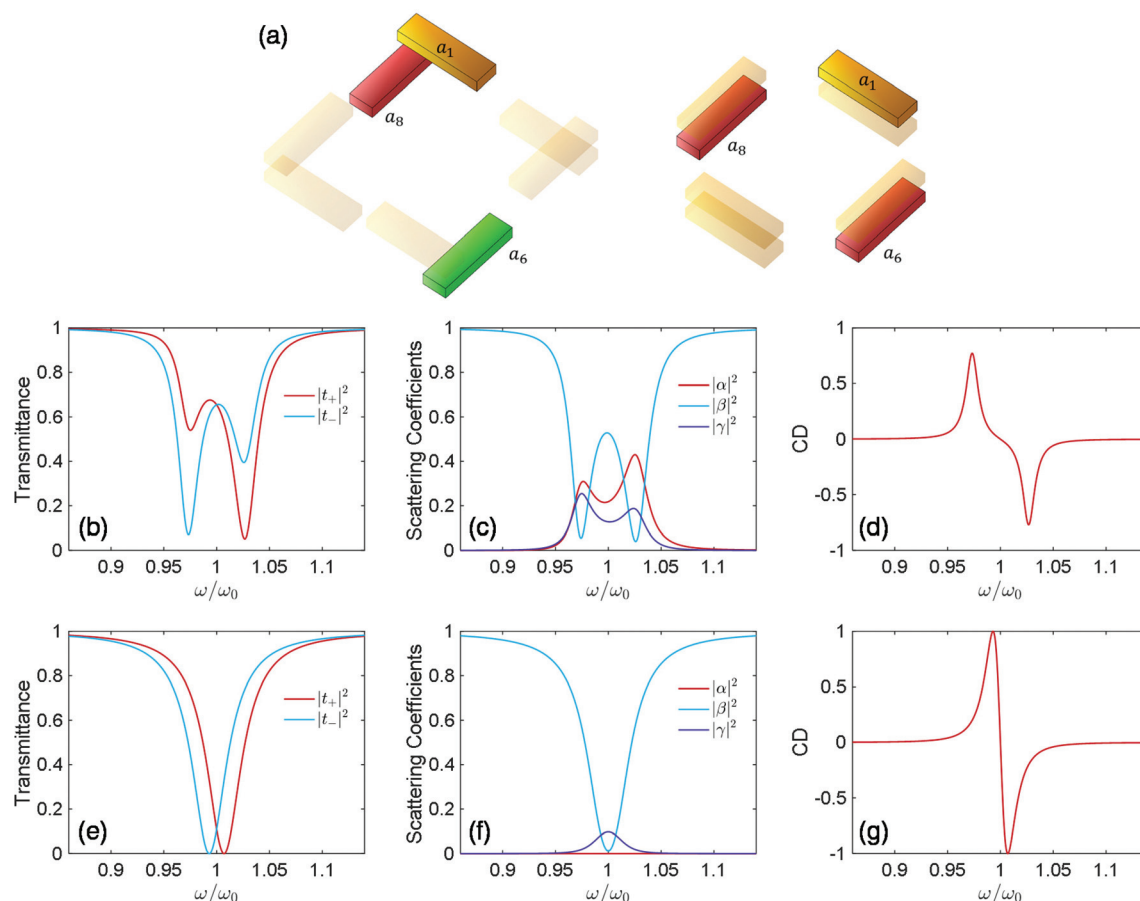 (a)
a₁
a₈
a₆
a₁
a₈
a₆
Transmittance
1
0.8
0.6
0.4
0.2
0
|t₊|²
|t₋|²
(b)
0.9 0.95 1 1.05 1.1
ω/ω₀
Scattering Coefficients
1
0.8
0.6
0.4
0.2
0
|α|²
|β|²
|γ|²
(c)
0.9 0.95 1 1.05 1.1
ω/ω₀
CD
1
0.5
0
-0.5
-1
(d)
0.9 0.95 1 1.05 1.1
ω/ω₀
Transmittance
1
0.8
0.6
0.4
0.2
0
|t₊|²
|t₋|²
(e)
0.9 0.95 1 1.05 1.1
ω/ω₀
Scattering Coefficients
1
0.8
0.6
0.4
0.2
0
|α|²
|β|²
|γ|²
(f)
0.9 0.95 1 1.05 1.1
ω/ω₀
CD
1
0.5
0
-0.5
-1
(g)
0.9 0.95 1 1.05 1.1
ω/ω₀